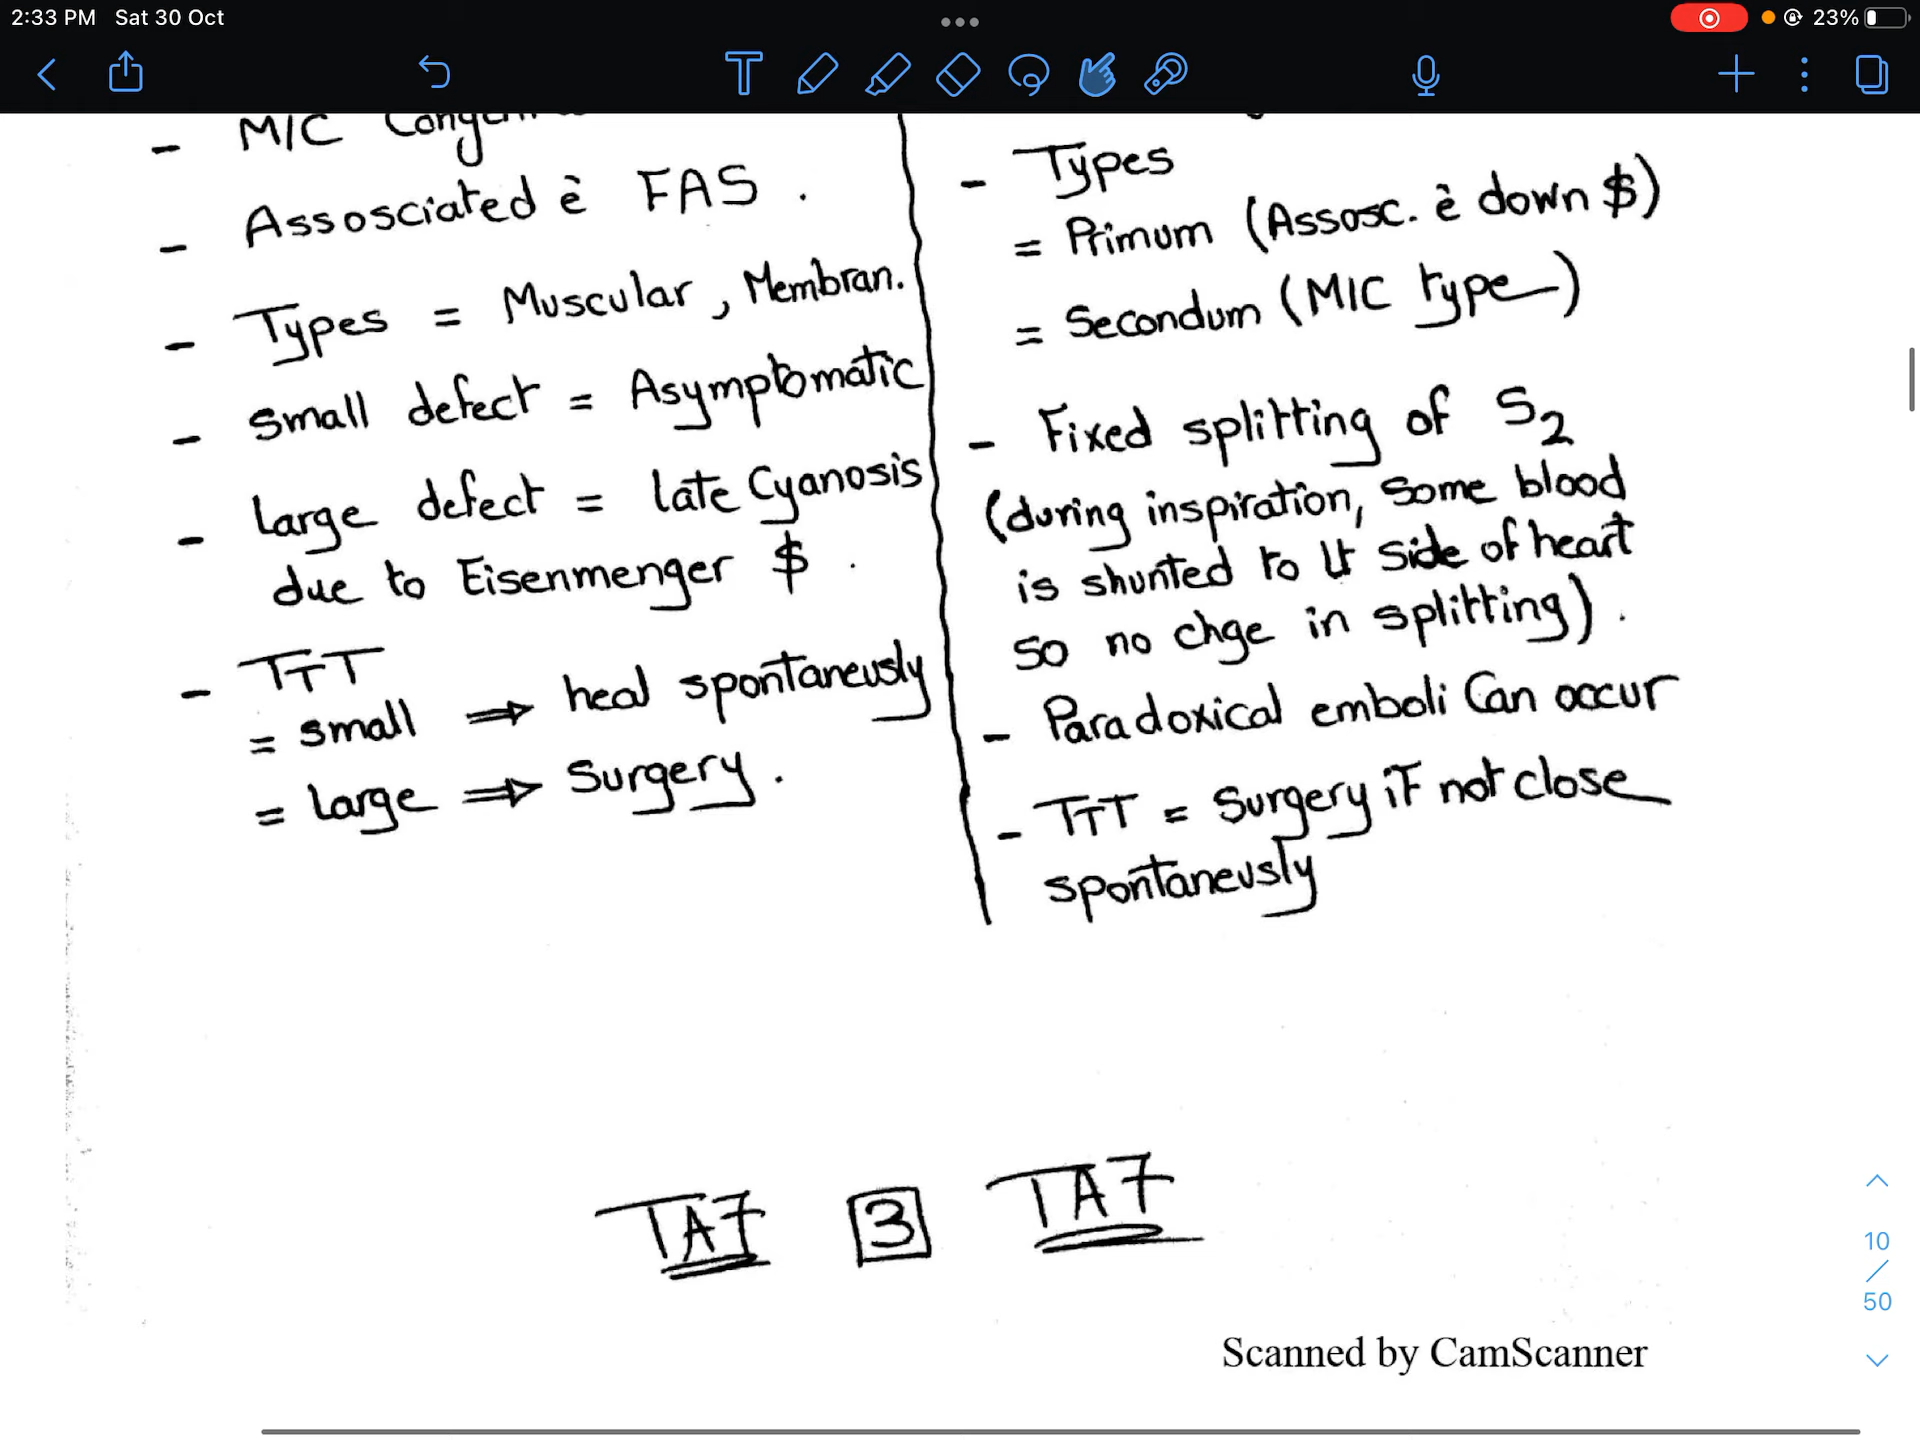 2:33 PM Sat 30 Oct
23%
- MIC
- Assosciated è FAS .
- Types = Muscular, Membran.
- small defect = Asymptomatic
- large defect = late Cyanosis
due to Eisenmenger $ .
- TTT
= small ⇒ heal spontaneusly
= large ⇒ Surgery .
- Types
= Primum (Assosc. è down $)
= Secondum (MIC type)
- Fixed splitting of S2
(during inspiration, some blood
is shunted to lt side of heart
so no chge in splitting) .
- Paradoxical emboli Can occur
- TTT = Surgery if not close
spontaneusly
TA7 3 TA7
10
/
50
Scanned by CamScanner